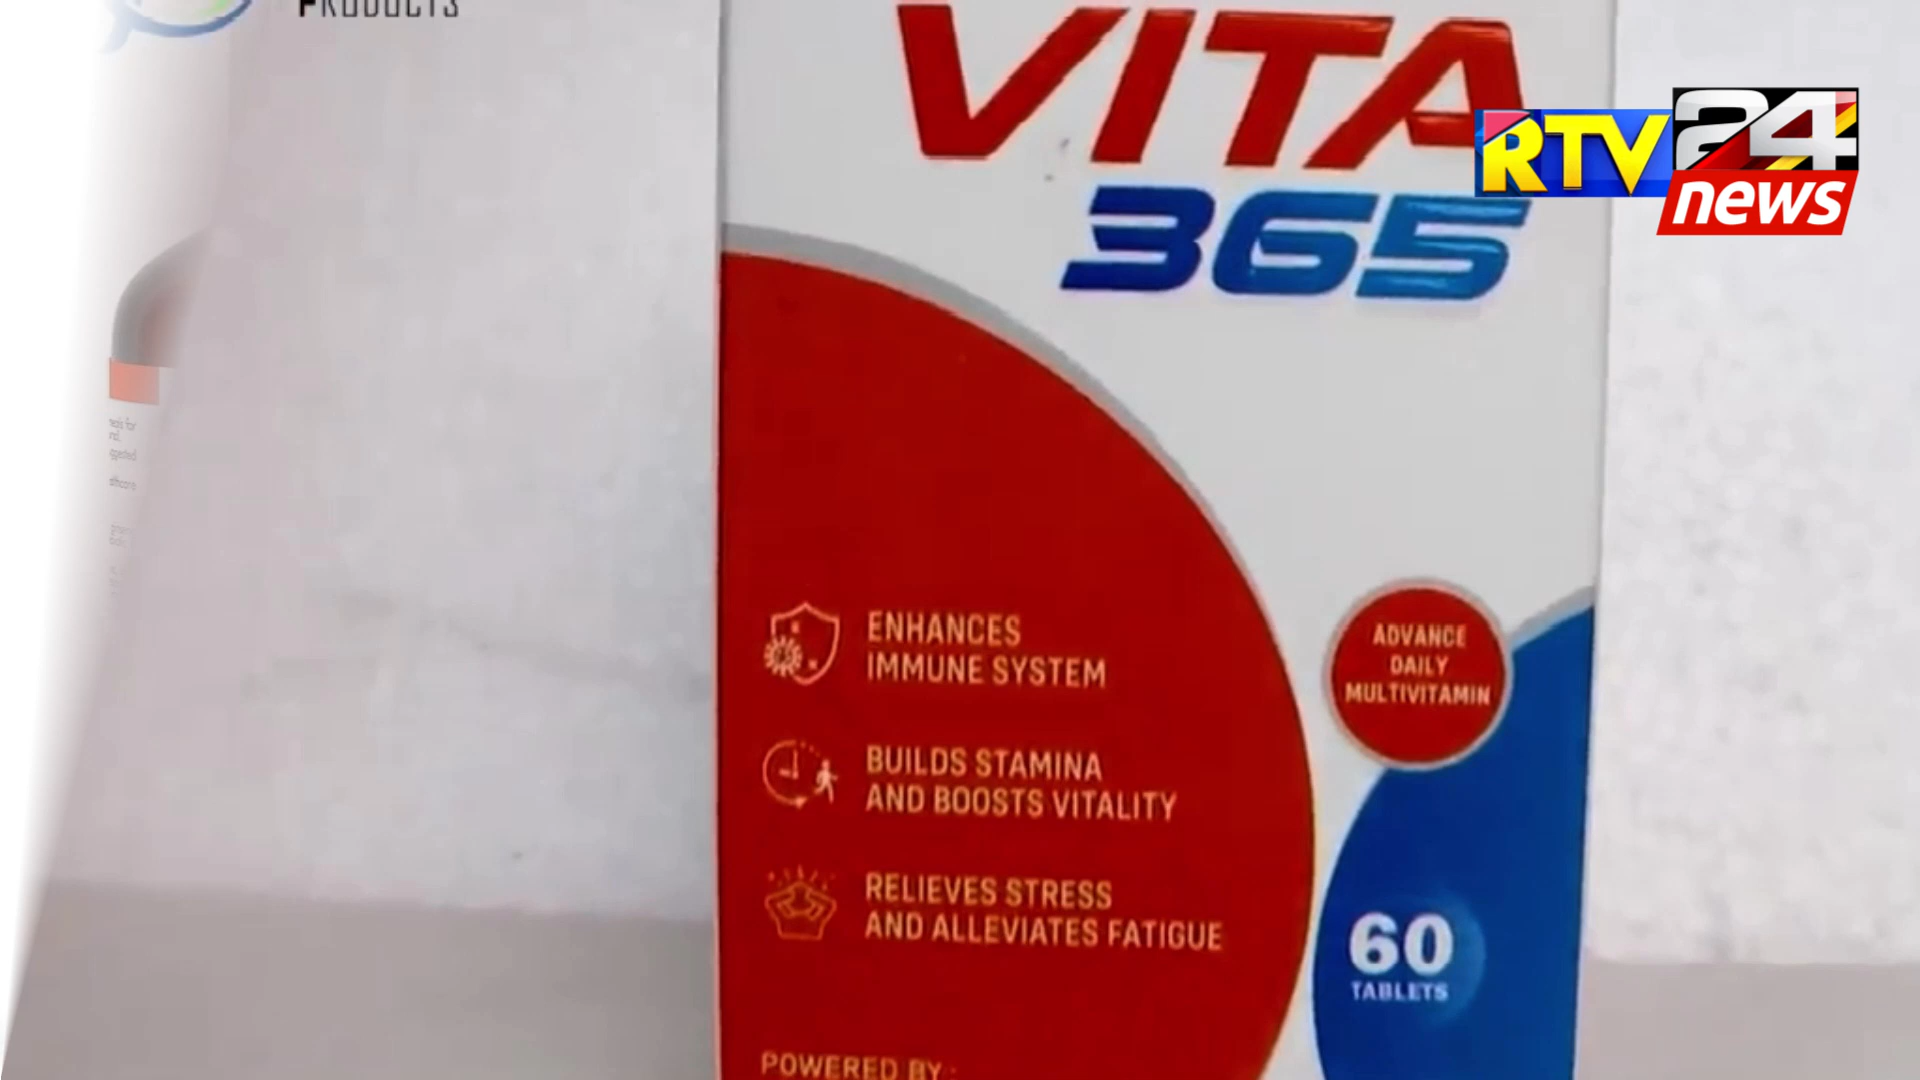 PRODUCTS
VITA
365
RTV 24
news
ENHANCES
IMMUNE SYSTEM
ADVANCE
DAILY
MULTIVITAMIN
BUILDS STAMINA
AND BOOSTS VITALITY
RELIEVES STRESS
AND ALLEVIATES FATIGUE
60
TABLETS
POWERED BY :